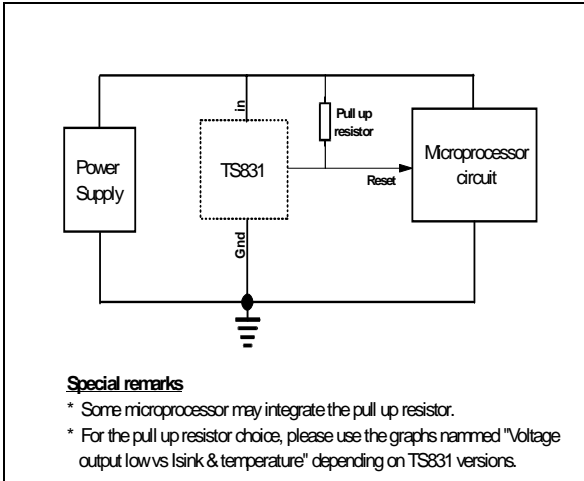 in
Pull up
resistor
Power
Supply
TS831
Microprocessor
circuit
Reset
Gnd
Special remarks
* Some microprocessor may integrate the pull up resistor.
* For the pull up resistor choice, please use the graphs nammed "Voltage
output low vs Isink & temperature" depending on TS831 versions.